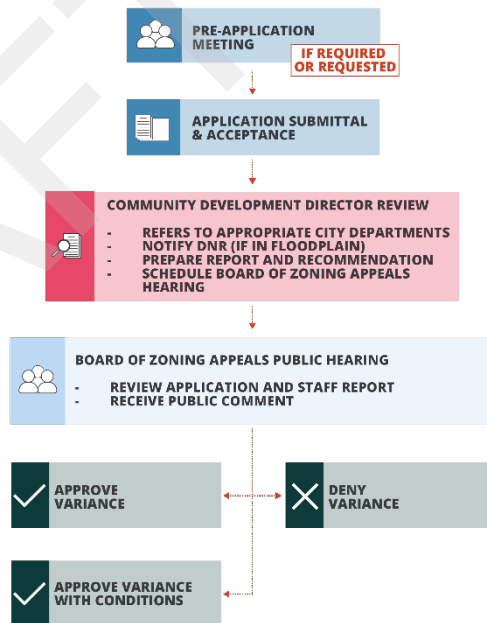 PRE-APPLICATION
MEETING
IF REQUIRED
OR REQUESTED
APPLICATION SUBMITTAL
& ACCEPTANCE
COMMUNITY DEVELOPMENT DIRECTOR REVIEW
- REFERS TO APPROPRIATE CITY DEPARTMENTS
- NOTIFY DNR (IF IN FLOODPLAIN)
- PREPARE REPORT AND RECOMMENDATION
- SCHEDULE BOARD OF ZONING APPEALS
HEARING
BOARD OF ZONING APPEALS PUBLIC HEARING
- REVIEW APPLICATION AND STAFF REPORT
- RECEIVE PUBLIC COMMENT
APPROVE
VARIANCE
DENY
VARIANCE
APPROVE VARIANCE
WITH CONDITIONS